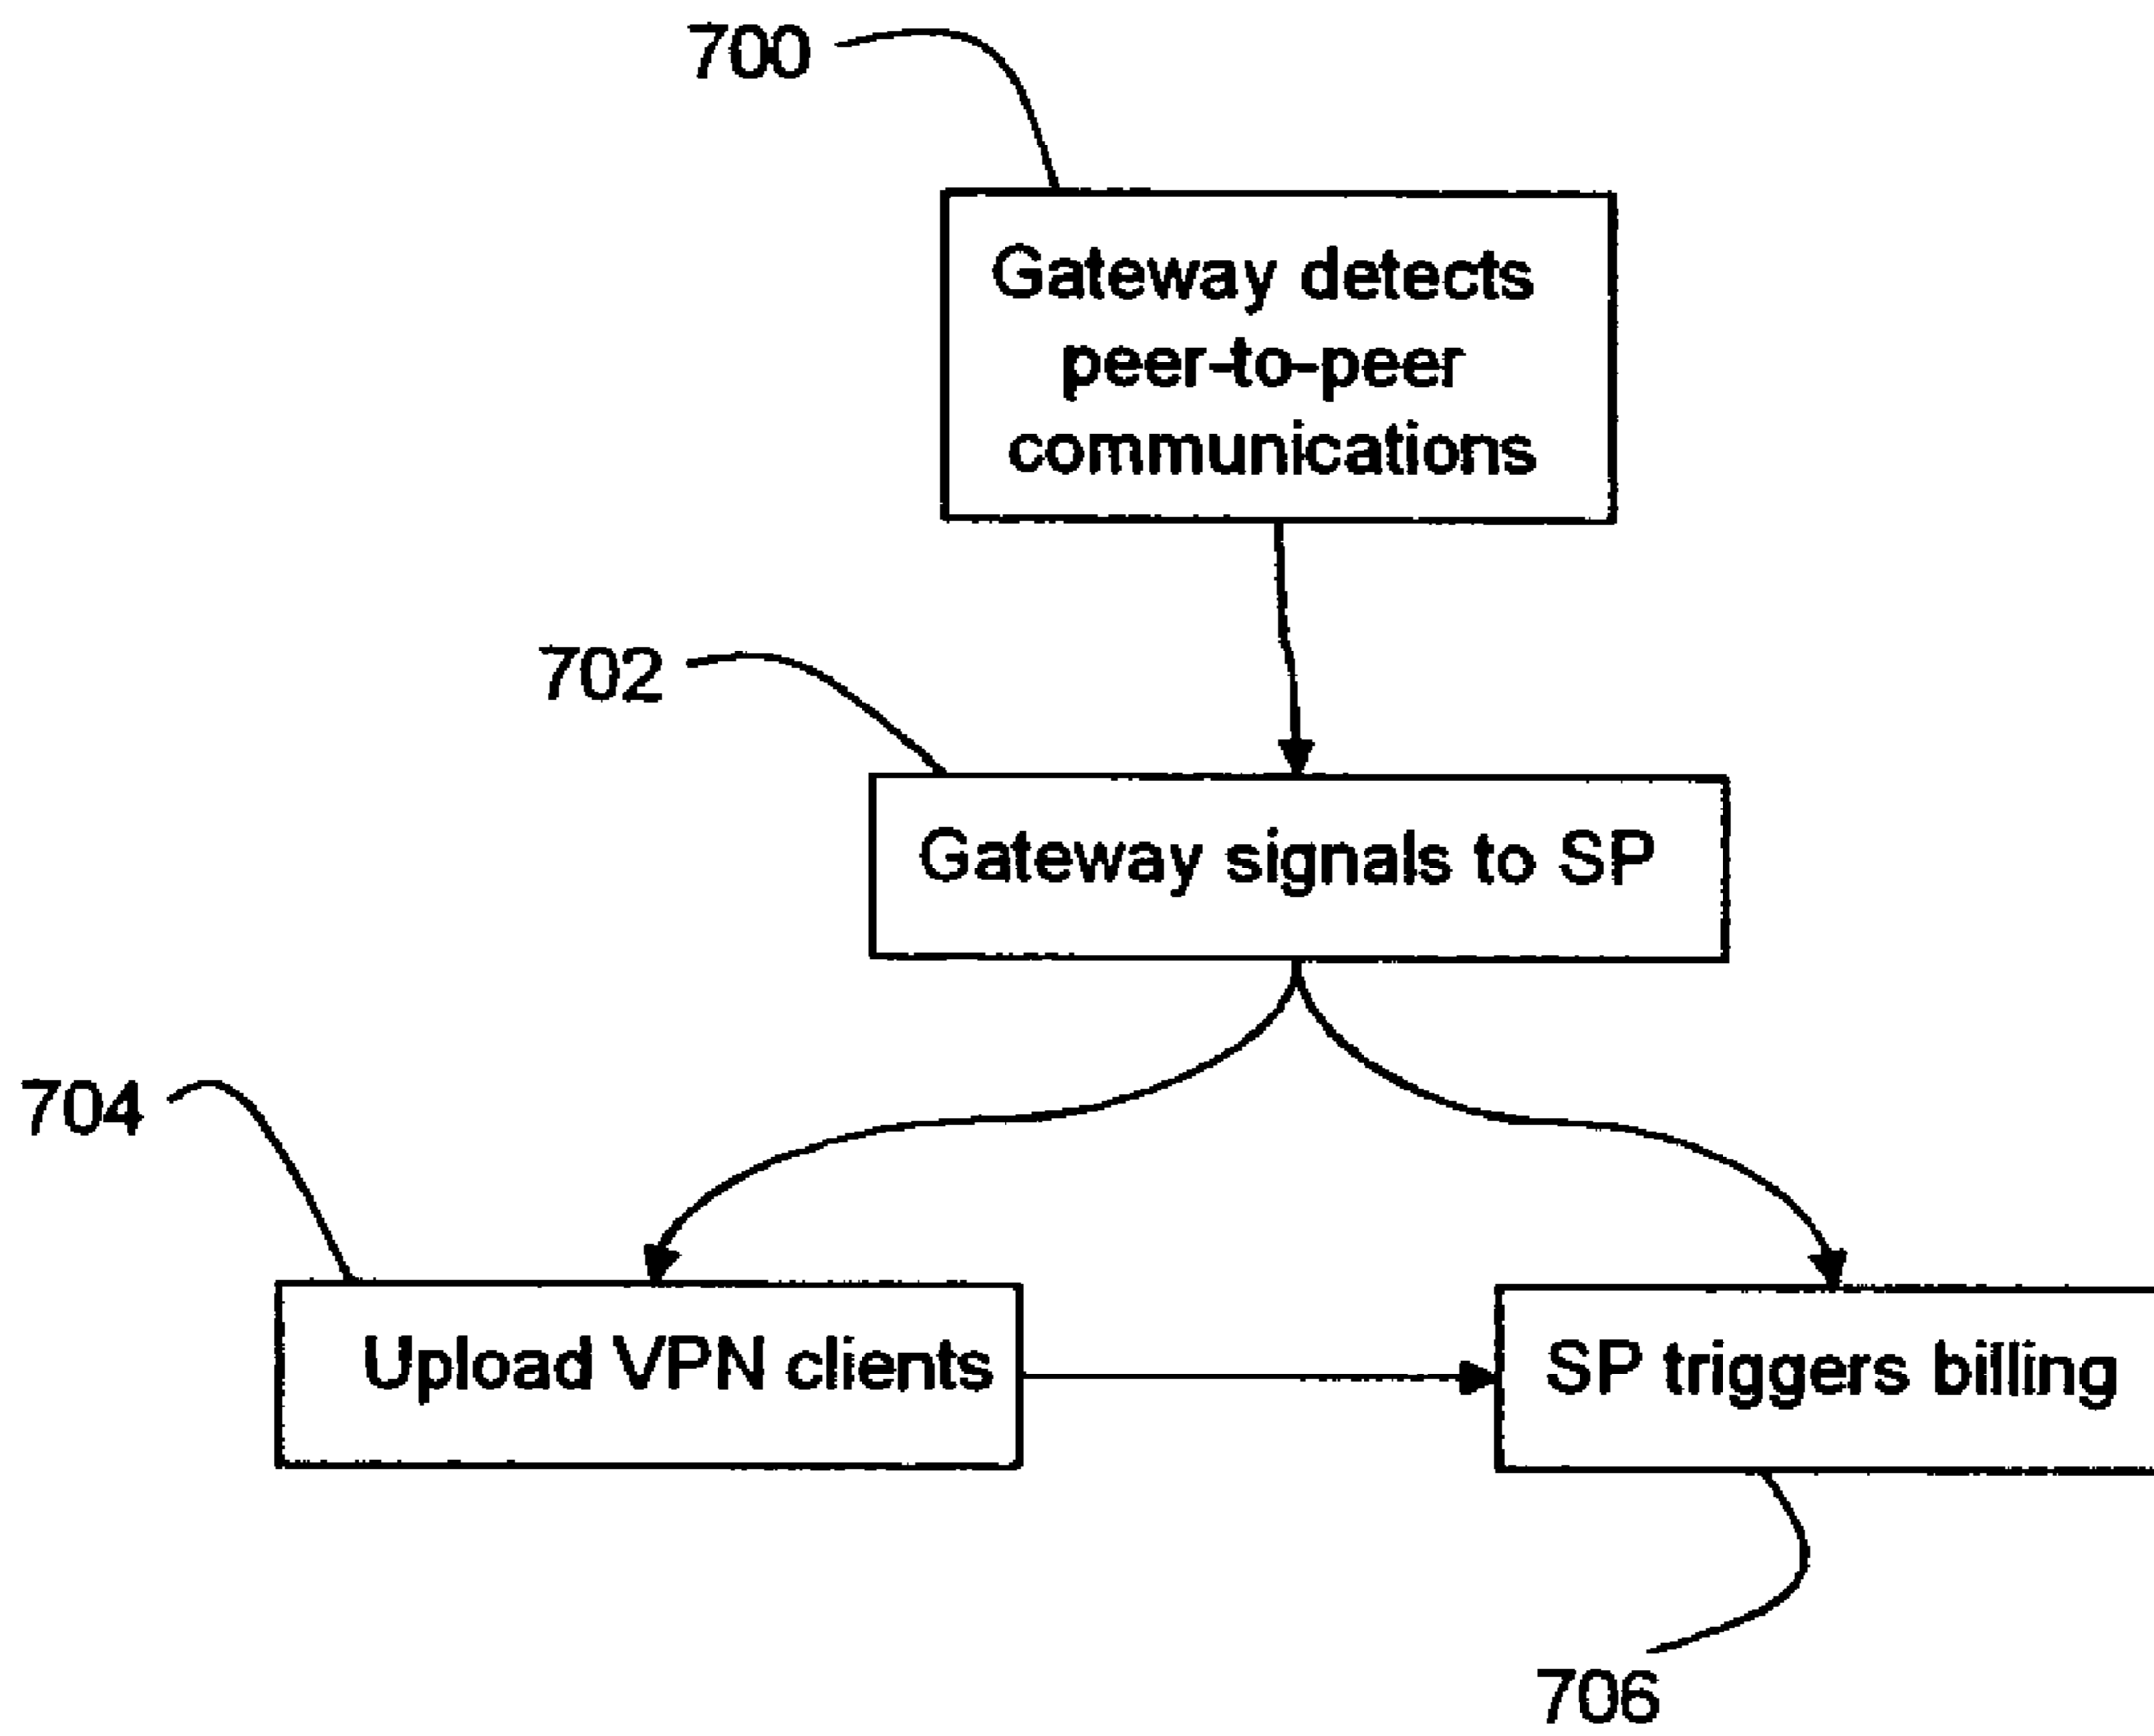 700
Gateway detects
peer-to-peer
communications
702
Gateway signals to SP
704
Upload VPN clients
SP triggers billing
706